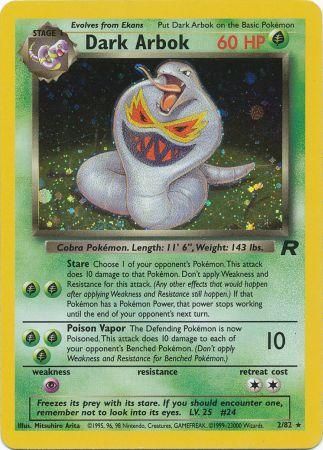 Evolves from Ekans Put Dark Arbok on the Basic Pokémon
STAGE 1
Dark Arbok 60 HP
Cobra Pokémon. Length: 11' 6", Weight: 143 lbs.
R
Stare Choose 1 of your opponent's Pokémon. This attack
does 10 damage to that Pokémon. Don't apply Weakness and
Resistance for this attack. (Any other effects that would happen
after applying Weakness and Resistance still happen.) If that
Pokémon has a Pokémon Power, that power stops working
until the end of your opponent's next turn.
Poison Vapor The Defending Pokémon is now
Poisoned. This attack does 10 damage to each of
your opponent's Benched Pokémon. (Don't apply
Weakness and Resistance for Benched Pokémon.)
10
weakness resistance retreat cost
Freezes its prey with its stare. If you should encounter one,
remember not to look into its eyes. LV. 25 #24
Illus. Mitsuhiro Arita ©1995, 96, 98 Nintendo, Creatures, GAMEFREAK. ©1999-2000 Wizards. 2/82 ★